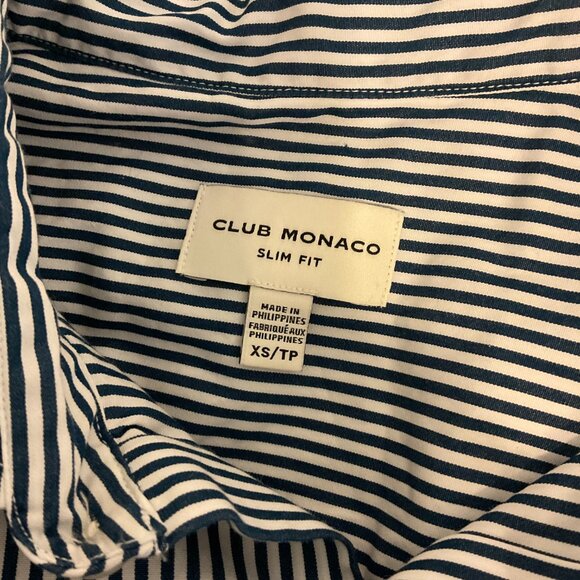 CLUB MONACO
SLIM FIT
MADE IN
PHILIPPINES
FABRIQUÉ AUX
PHILIPPINES
XS/TP